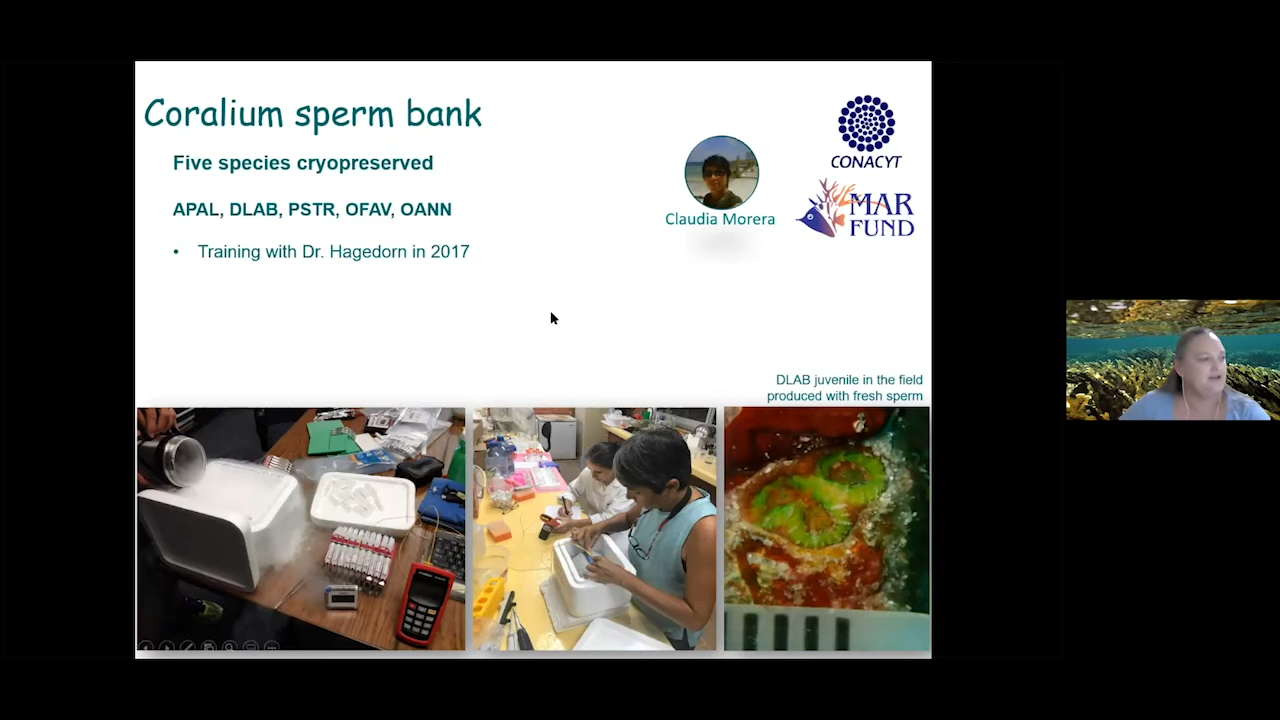 Coralium sperm bank
Five species cryopreserved
APAL, DLAB, PSTR, OFAV, OANN
• Training with Dr. Hagedorn in 2017
Claudia Morera
CONACYT
MAR
FUND
DLAB juvenile in the field
produced with fresh sperm